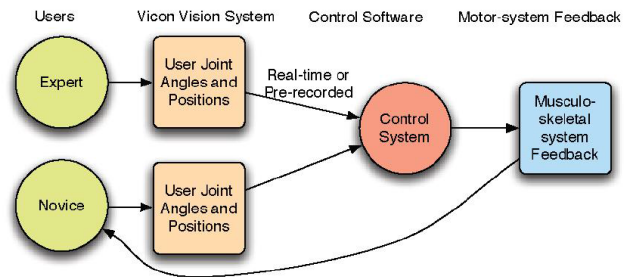 Users
Vicon Vision System
Control Software
Motor-system Feedback
Expert
User Joint
Angles and
Positions
Real-time or
Pre-recorded
Control
System
Musculo-
skeletal
system
Feedback
Novice
User Joint
Angles and
Positions